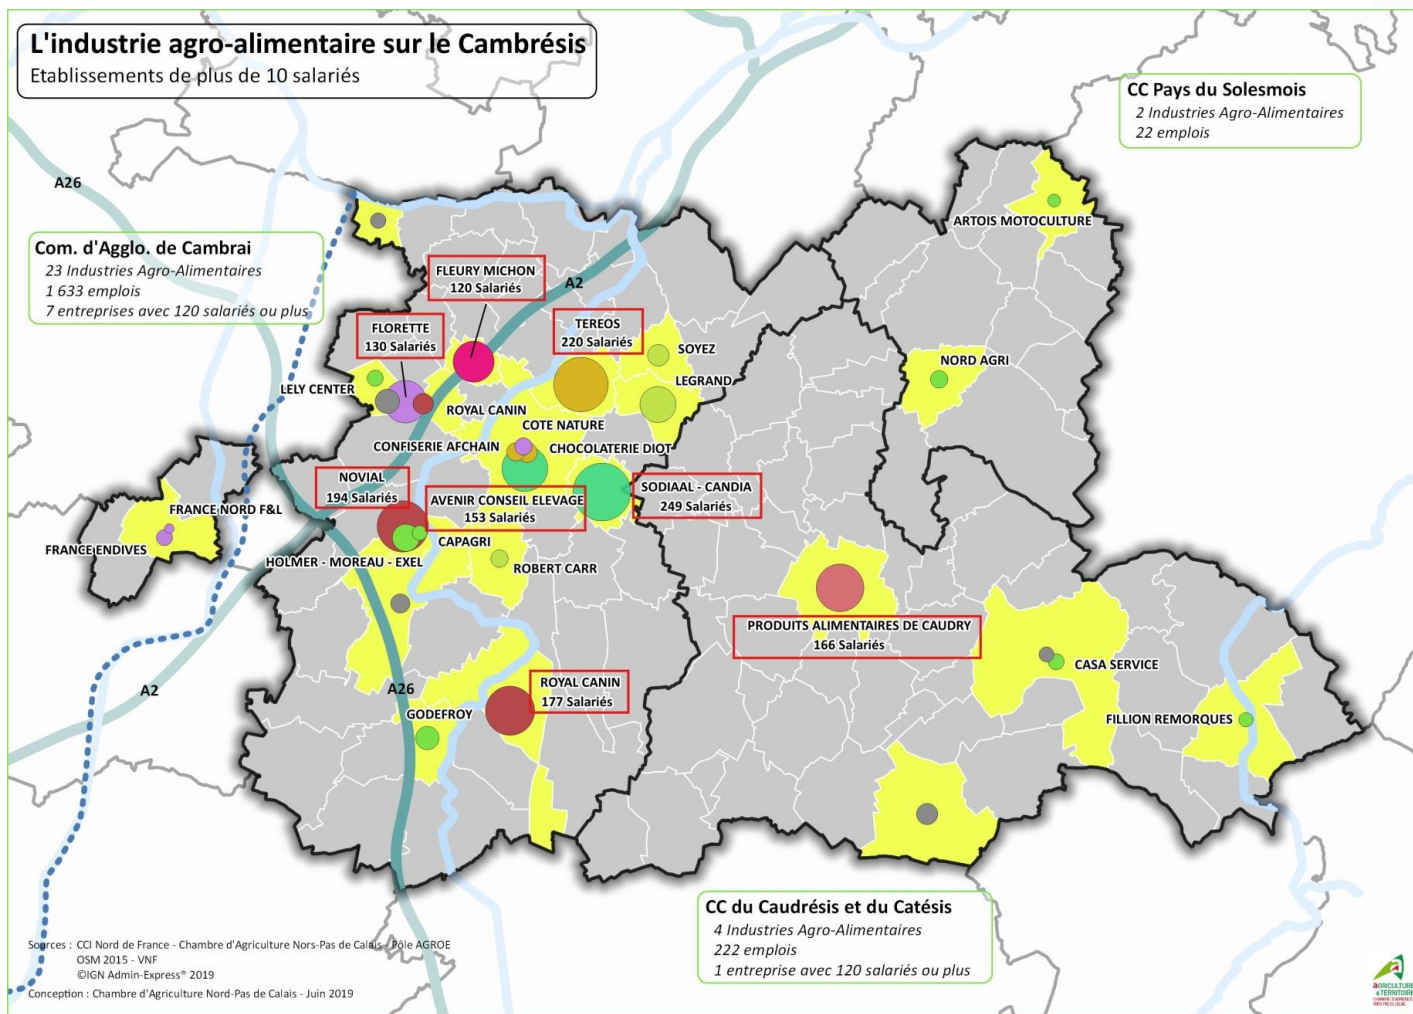 L'industrie agro-alimentaire sur le Cambrésis
Etablissements de plus de 10 salariés
CC Pays du Solesmois
2 Industries Agro-Alimentaires
22 emplois
A26
ARTOIS MOTOCULTURE
Com. d'Agglo. de Cambrai
23 Industries Agro-Alimentaires
1 633 emplois
7 entreprises avec 120 salariés ou plus
FLEURY MICHON
120 Salariés
A2
FLORETTE
130 Salariés
TEREOS
220 Salariés
SOYEZ
NORD AGRI
LELY CENTER
LEGRAND
ROYAL CANIN
COTE NATURE
CONFISERIE AFCHAIN
CHOCOLATERIE DIOT
NOVIAL
194 Salariés
AVENIR CONSEIL ELEVAGE
153 Salariés
SODIAAL - CANDIA
249 Salariés
FRANCE NORD F&L
FRANCE ENDIVES
CAPAGRI
HOLMER - MOREAU - EXEL
ROBERT CARR
PRODUITS ALIMENTAIRES DE CAUDRY
166 Salariés
CASA SERVICE
A2
A26
ROYAL CANIN
177 Salariés
GODEFROY
FILLION REMORQUES
CC du Caudrésis et du Catésis
4 Industries Agro-Alimentaires
222 emplois
1 entreprise avec 120 salariés ou plus
Sources : CCI Nord de France - Chambre d'Agriculture Nors-Pas de Calais - Pôle AGROE
OSM 2015 - VNF
©IGN Admin-Express® 2019
Conception : Chambre d'Agriculture Nord-Pas de Calais - Juin 2019
AGRICULTURES
& TERRITOIRES